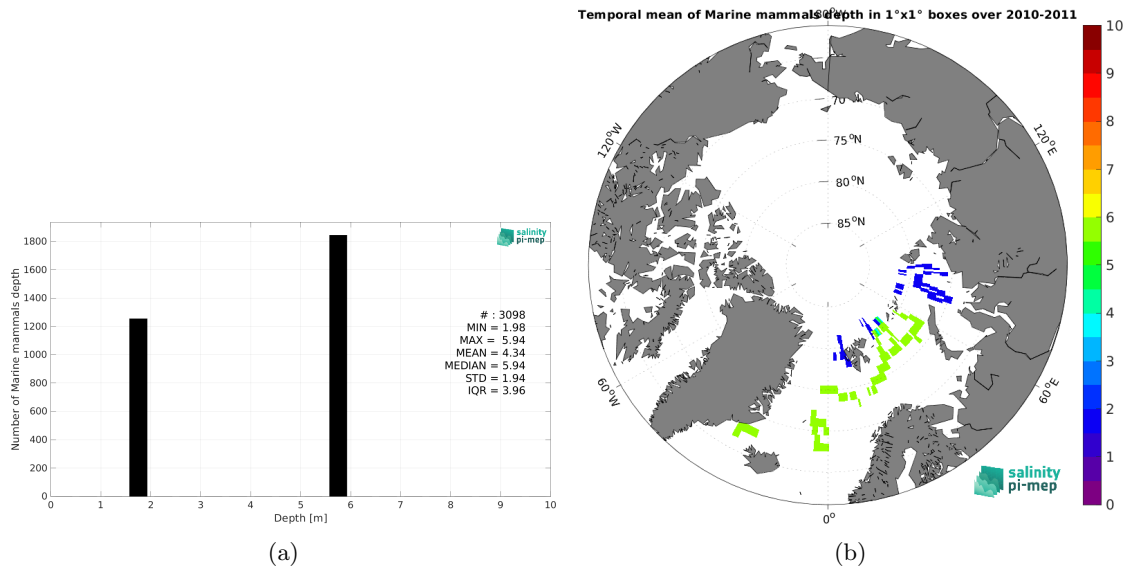 Temporal mean of Marine mammals depth in 1°x1° boxes over 2010-2011
180°W
120°W
120°E
60°W
60°E
0°
70
75°N
80°N
85°N
10
9
8
7
6
5
4
3
2
1
0
salinity
pi-mep
Number of Marine mammals depth
1800
1600
1400
1200
1000
800
600
400
200
0
salinity
pi-mep
# : 3098
MIN = 1.98
MAX = 5.94
MEAN = 4.34
MEDIAN = 5.94
STD = 1.94
IQR = 3.96
0 1 2 3 4 5 6 7 8 9 10
Depth [m]
(a)
(b)